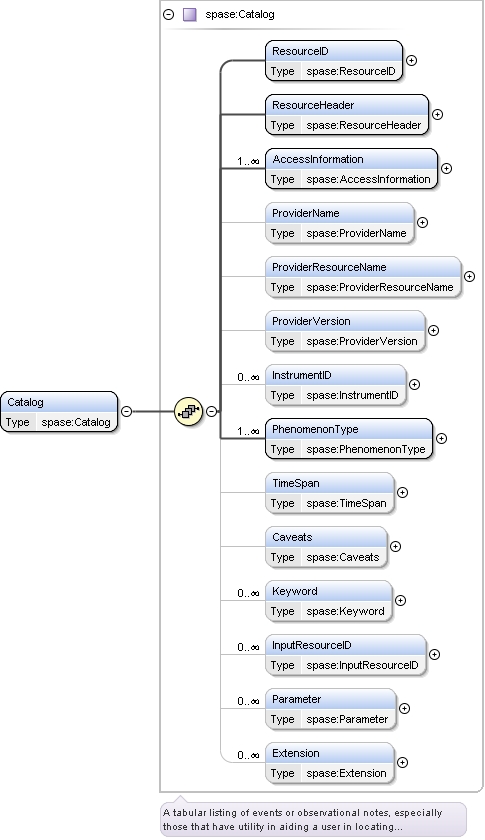 spase:Catalog
ResourceID
Type spase:ResourceID
ResourceHeader
Type spase:ResourceHeader
1..∞
AccessInformation
Type spase:AccessInformation
ProviderName
Type spase:ProviderName
ProviderResourceName
Type spase:ProviderResourceName
ProviderVersion
Type spase:ProviderVersion
0..∞
InstrumentID
Type spase:InstrumentID
Catalog
Type spase:Catalog
1..∞
PhenomenonType
Type spase:PhenomenonType
TimeSpan
Type spase:TimeSpan
Caveats
Type spase:Caveats
0..∞
Keyword
Type spase:Keyword
0..∞
InputResourceID
Type spase:InputResourceID
0..∞
Parameter
Type spase:Parameter
0..∞
Extension
Type spase:Extension
A tabular listing of events or observational notes, especially
those that have utility in aiding a user in locating...